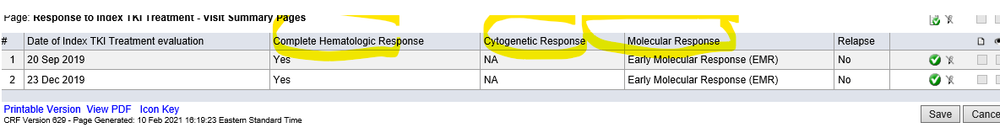 Page: Response to Index TKI Treatment - Visit Summary Pages
# Date of Index TKI Treatment evaluation Complete Hematologic Response Cytogenetic Response Molecular Response Relapse
1 20 Sep 2019 Yes NA Early Molecular Response (EMR) No
2 23 Dec 2019 Yes NA Early Molecular Response (EMR) No
Printable Version View PDF Icon Key
CRF Version 629 - Page Generated: 10 Feb 2021 16:19:23 Eastern Standard Time
Save Cance